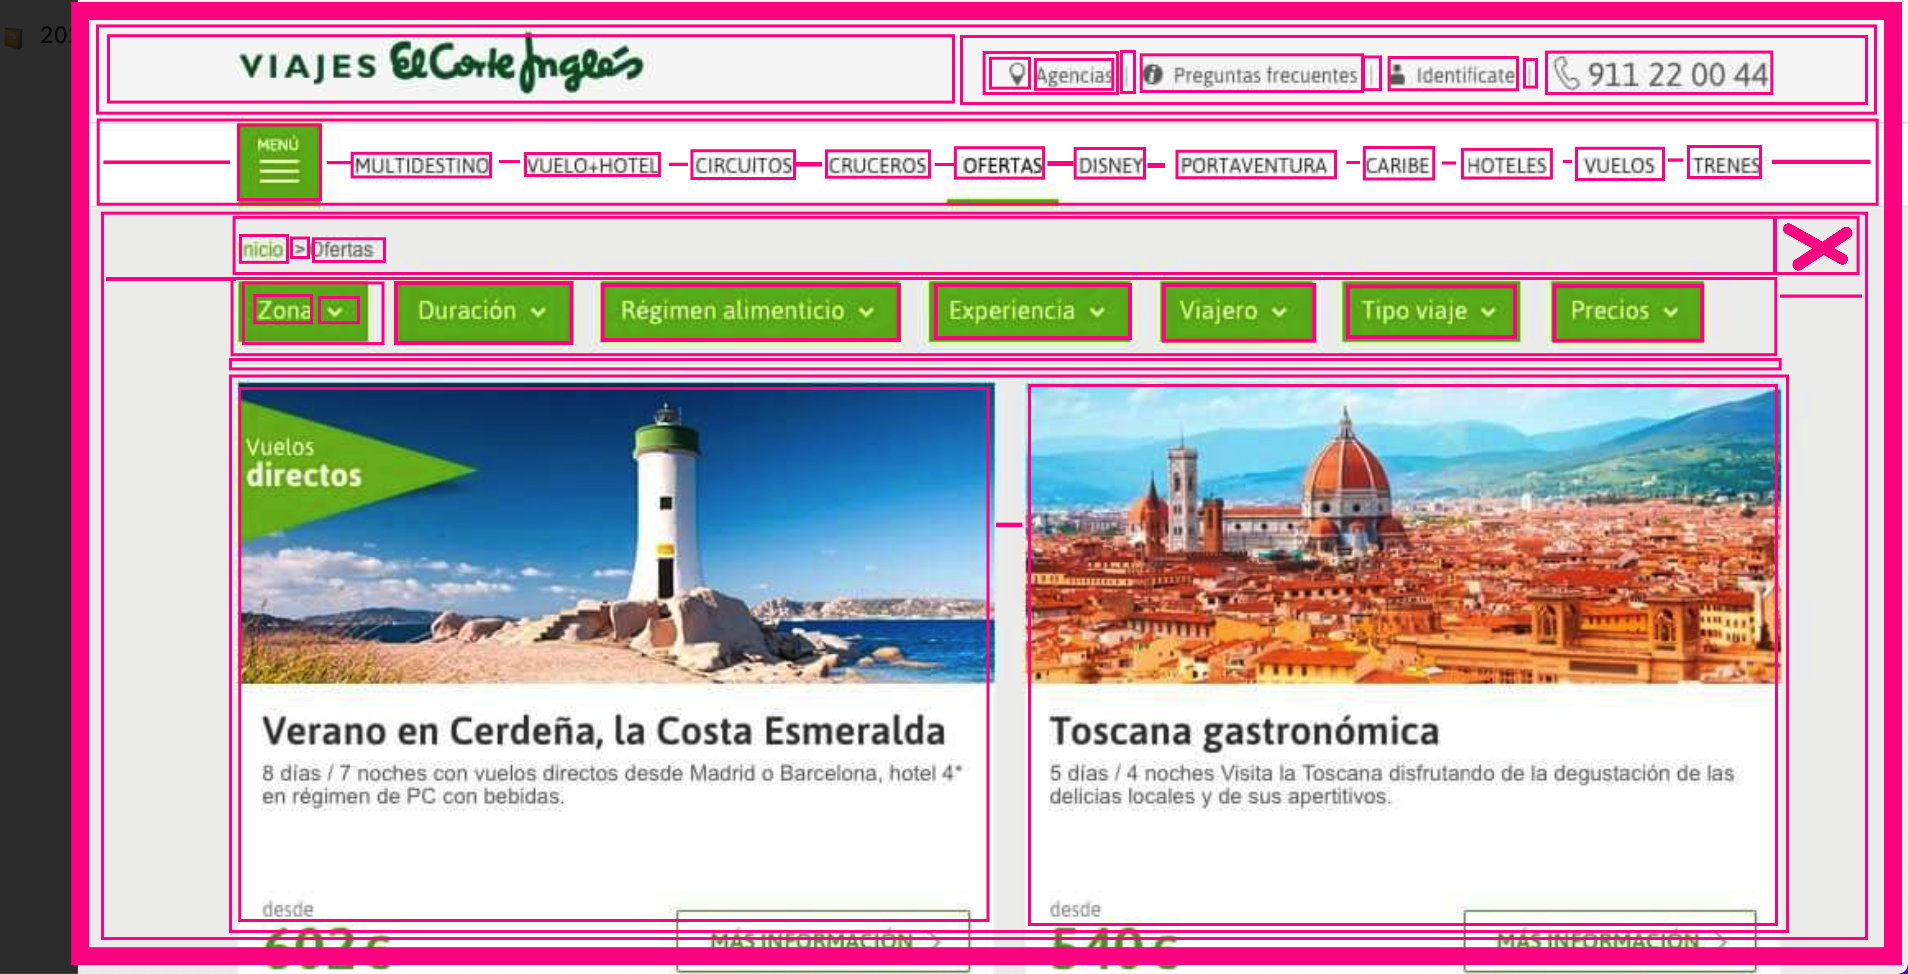 VIAJES El Corte Inglés
Agencias | Preguntas frecuentes | Identifícate | 911 22 00 44
MENÚ
MULTIDESTINO VUELO+HOTEL CIRCUITOS CRUCEROS OFERTAS DISNEY PORTAVENTURA CARIBE HOTELES VUELOS TRENES
Inicio > Ofertas
Zona Duración Régimen alimenticio Experiencia Viajero Tipo viaje Precios
Vuelos
directos
Verano en Cerdeña, la Costa Esmeralda
8 días / 7 noches con vuelos directos desde Madrid o Barcelona, hotel 4*
en régimen de PC con bebidas.
desde
MÁS INFORMACIÓN >
Toscana gastronómica
5 días / 4 noches Visita la Toscana disfrutando de la degustación de las
delicias locales y de sus apertitivos.
desde
MÁS INFORMACIÓN >